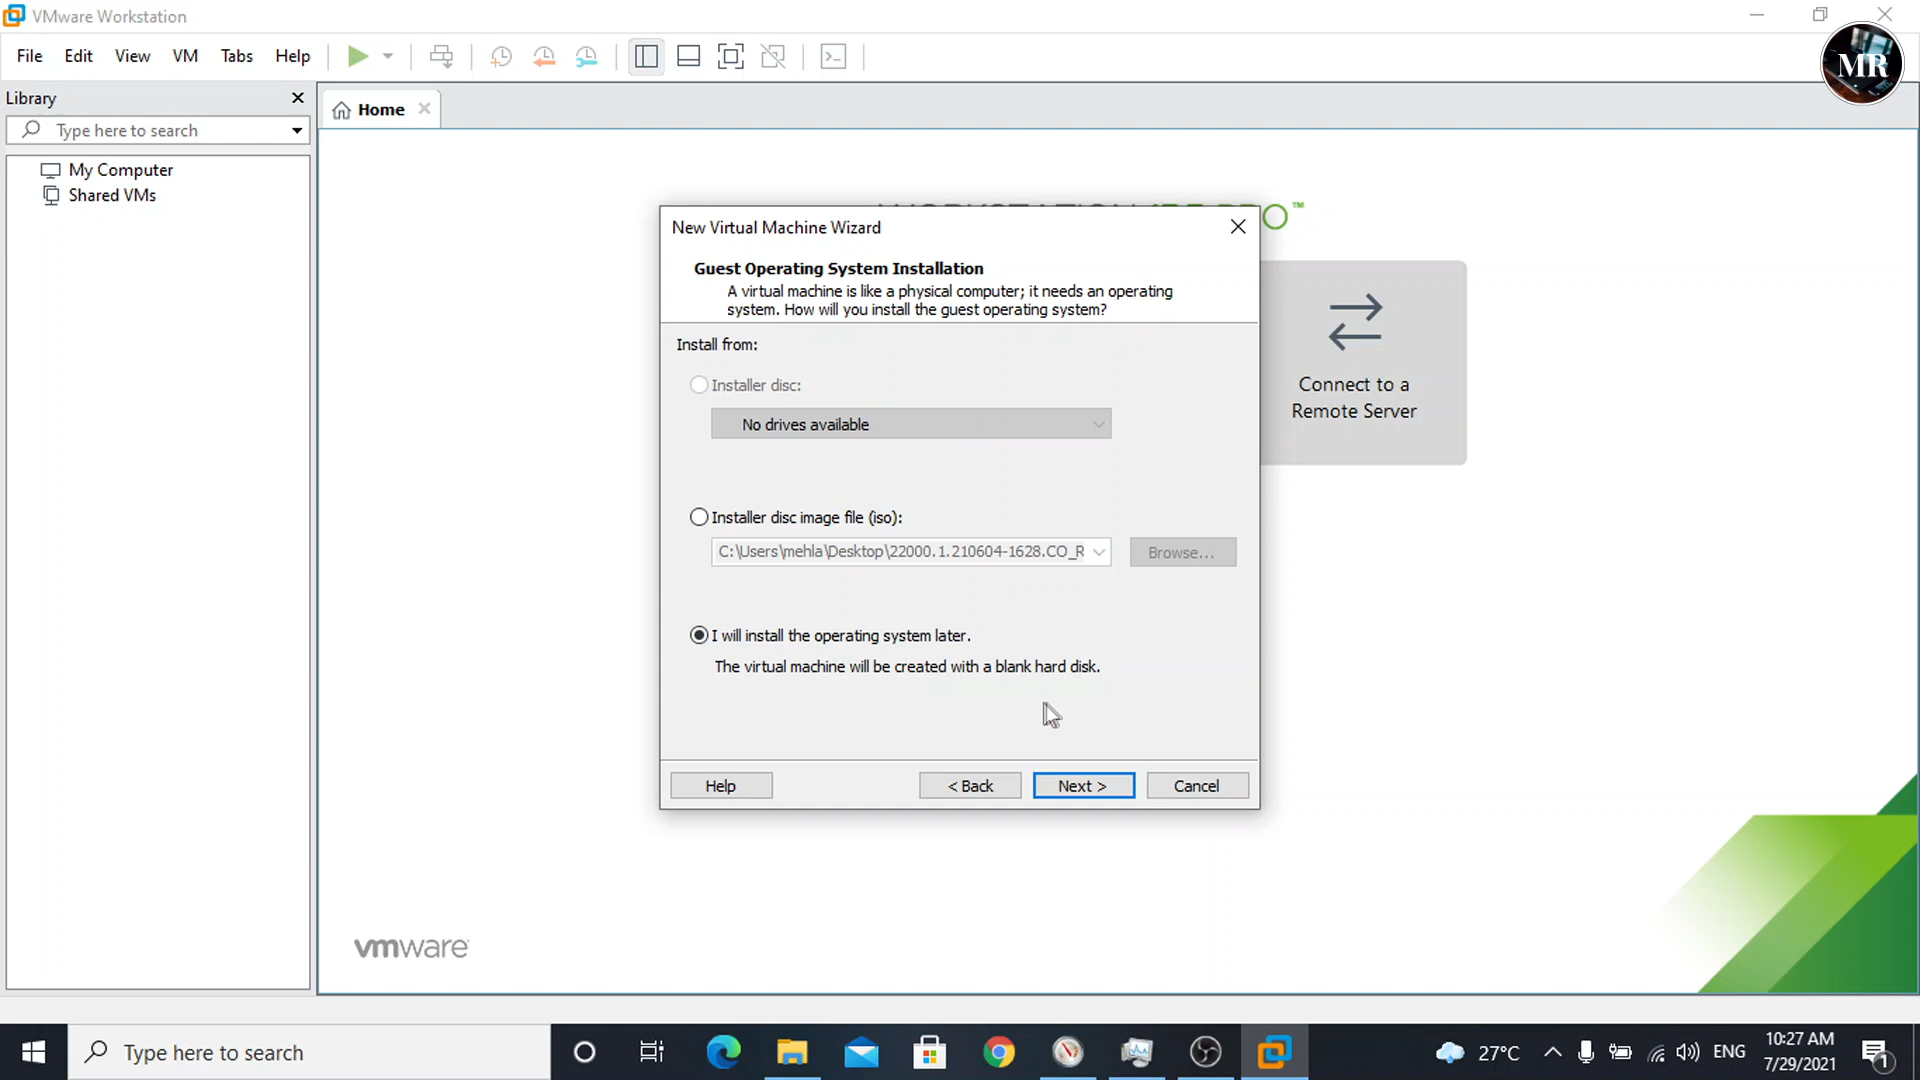 VMware Workstation
File Edit View VM Tabs Help
MR
Library
Type here to search
Home
My Computer
Shared VMs
New Virtual Machine Wizard
Guest Operating System Installation
A virtual machine is like a physical computer; it needs an operating
system. How will you install the guest operating system?
Install from:
Installer disc:
No drives available
Installer disc image file (iso):
C:\Users\mehla\Desktop\22000.1.210604-1628.CO_R
Browse...
I will install the operating system later.
The virtual machine will be created with a blank hard disk.
Help
< Back
Next >
Cancel
Connect to a
Remote Server
vmware
Type here to search
27°C
ENG
10:27 AM
7/29/2021
1